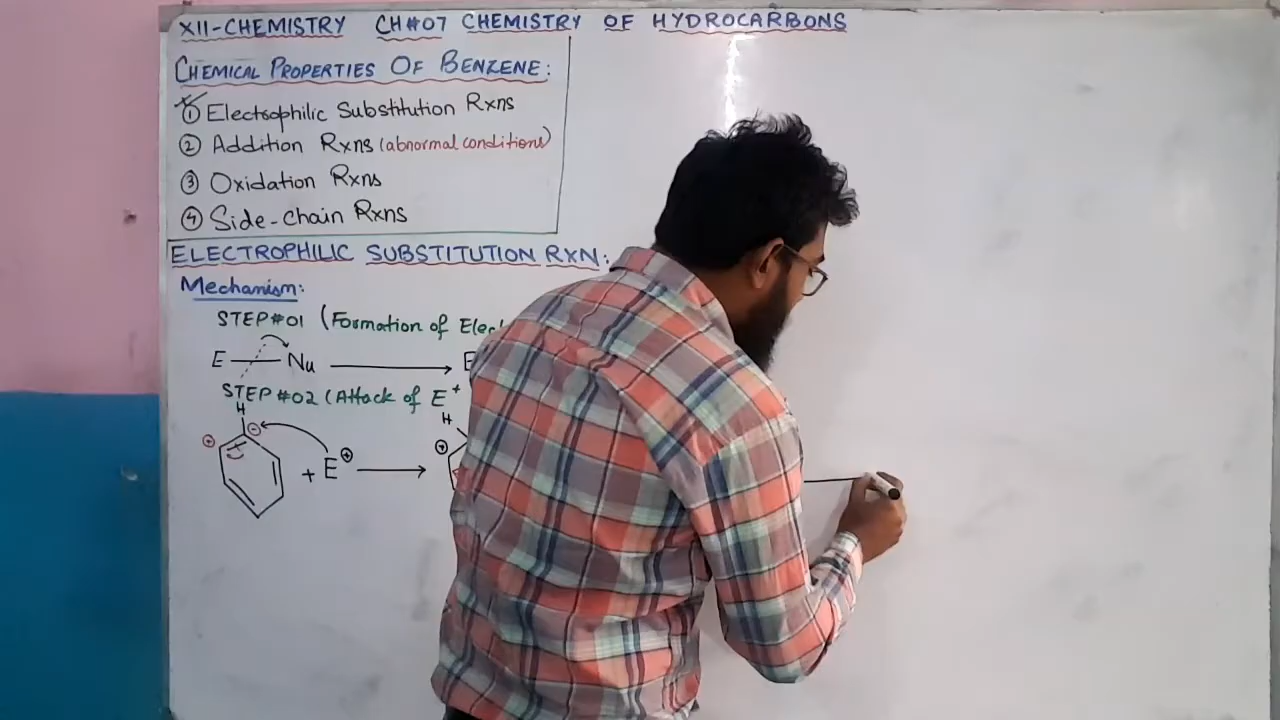 XII-CHEMISTRY CH#07 CHEMISTRY OF HYDROCARBONS
CHEMICAL PROPERTIES OF BENZENE:
① Electrophilic Substitution Rxns
② Addition Rxns (abnormal conditions)
③ Oxidation Rxns
④ Side-Chain Rxns
ELECTROPHILIC SUBSTITUTION RXN:
Mechanism:
STEP#01 (Formation of Elec
E — Nu ⟶ E
STEP #02 (Attack of E⁺
H H
⊕ ⊖ + E⊕ ⟶ ⊕